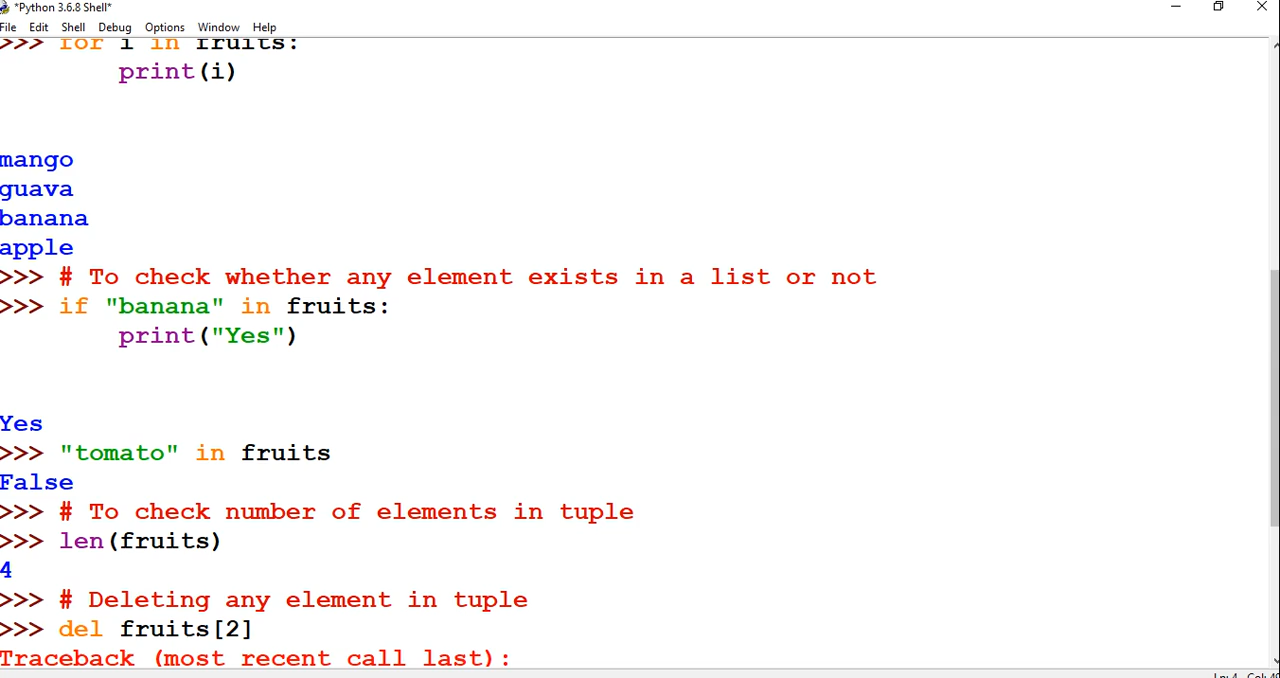 *Python 3.6.8 Shell*
File Edit Shell Debug Options Window Help
>>> for i in fruits:
print(i)
mango
guava
banana
apple
>>> # To check whether any element exists in a list or not
>>> if "banana" in fruits:
print("Yes")
Yes
>>> "tomato" in fruits
False
>>> # To check number of elements in tuple
>>> len(fruits)
4
>>> # Deleting any element in tuple
>>> del fruits[2]
Traceback (most recent call last):